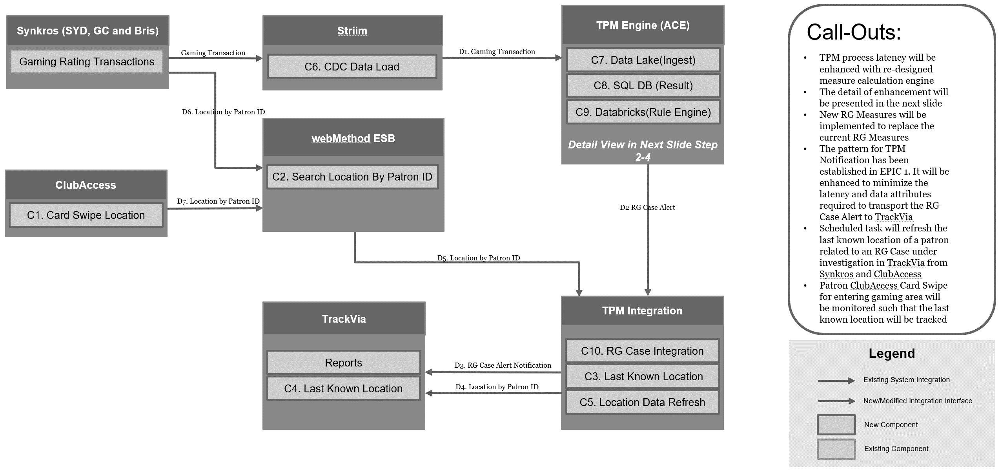 Synkros (SYD, GC and Bris)
Gaming Rating Transactions
Gaming Transaction
Striim
C6. CDC Data Load
D1. Gaming Transaction
TPM Engine (ACE)
C7. Data Lake(Ingest)
C8. SQL DB (Result)
C9. Databricks(Rule Engine)
Detail View in Next Slide Step
2-4
D6. Location by Patron ID
webMethod ESB
C2. Search Location By Patron ID
ClubAccess
C1. Card Swipe Location
D7. Location by Patron ID
D2 RG Case Alert
D5. Location by Patron ID
TrackVia
Reports
C4. Last Known Location
D3. RG Case Alert Notification
D4. Location by Patron ID
TPM Integration
C10. RG Case Integration
C3. Last Known Location
C5. Location Data Refresh
Call-Outs:
• TPM process latency will be
enhanced with re-designed
measure calculation engine
• The detail of enhancement will
be presented in the next slide
• New RG Measures will be
implemented to replace the
current RG Measures
• The pattern for TPM
Notification has been
established in EPIC 1. It will be
enhanced to minimize the
latency and data attributes
required to transport the RG
Case Alert to TrackVia
• Scheduled task will refresh the
last known location of a patron
related to an RG Case under
investigation in TrackVia from
Synkros and ClubAccess
• Patron ClubAccess Card Swipe
for entering gaming area will
be monitored such that the last
known location will be tracked
Legend
Existing System Integration
New/Modified Integration Interface
New Component
Existing Component